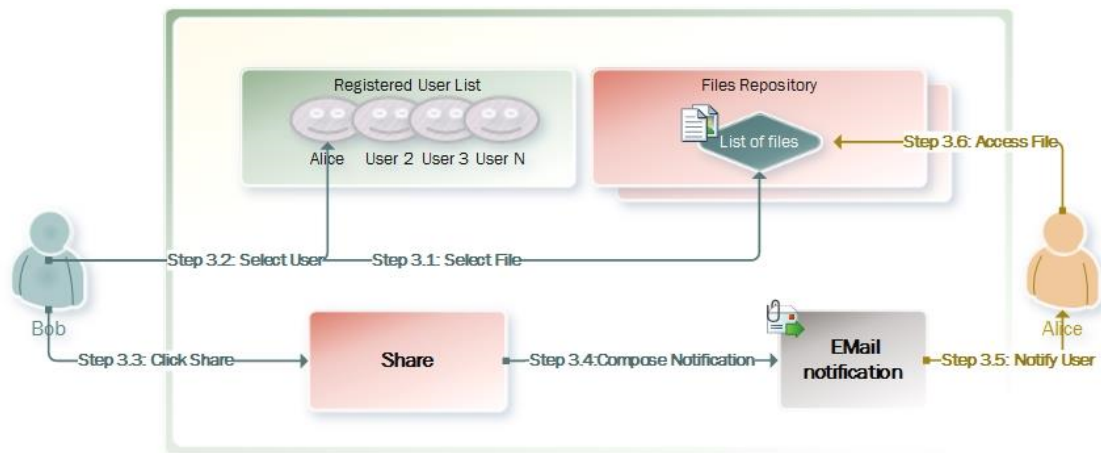 Registered User List
Files Repository
Alice
User 2
User 3
User N
List of files
Step 3.6: Access File
Step 3.2: Select User
Step 3.1: Select File
Bob
Alice
Step 3.3: Click Share
Share
Step 3.4:Compose Notification
EMail
notification
Step 3.5: Notify User